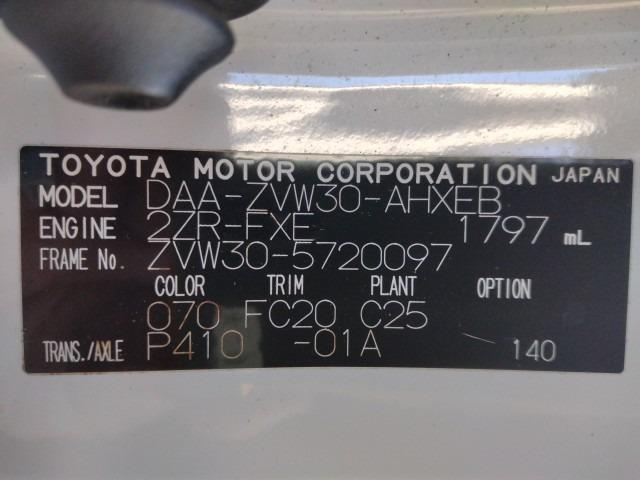 TOYOTA MOTOR CORPORATION JAPAN
MODEL DAA-ZVW30-AHXEB
ENGINE 2ZR-FXE 1797 mL
FRAME No. ZVW30-5720097
COLOR TRIM PLANT OPTION
070 FC20 C25
TRANS./AXLE P410 -01A 140